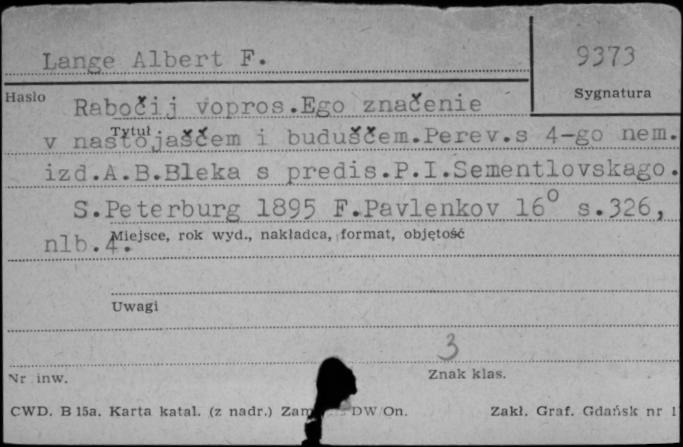 Lange Albert F.
9373
Hasło
Sygnatura
Rabočij vopros.Ego značenie
Tytuł
v nastojaščem i buduščem.Perev.s 4-go nem.
izd.A.B.Bleka s predis.P.I.Sementlovskago.
S.Peterburg 1895 F.Pavlenkov 16° s.326,
nlb.4.
Miejsce, rok wyd., nakładca, format, objętość
Uwagi
3
Nr inw.
Znak klas.
CWD. B 15a. Karta katal. (z nadr.) DW/On.
Zakł. Graf. Gdańsk nr